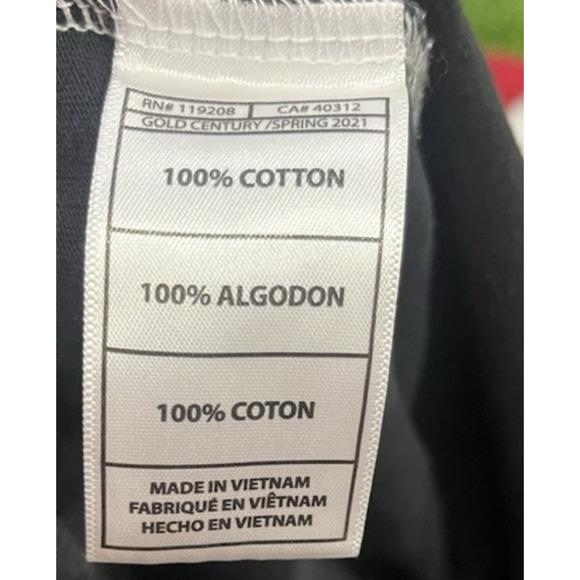 RN# 119208 CA# 40312
GOLD CENTURY /SPRING 2021
100% COTTON
100% ALGODON
100% COTON
MADE IN VIETNAM
FABRIQUÉ EN VIÊTNAM
HECHO EN VIETNAM